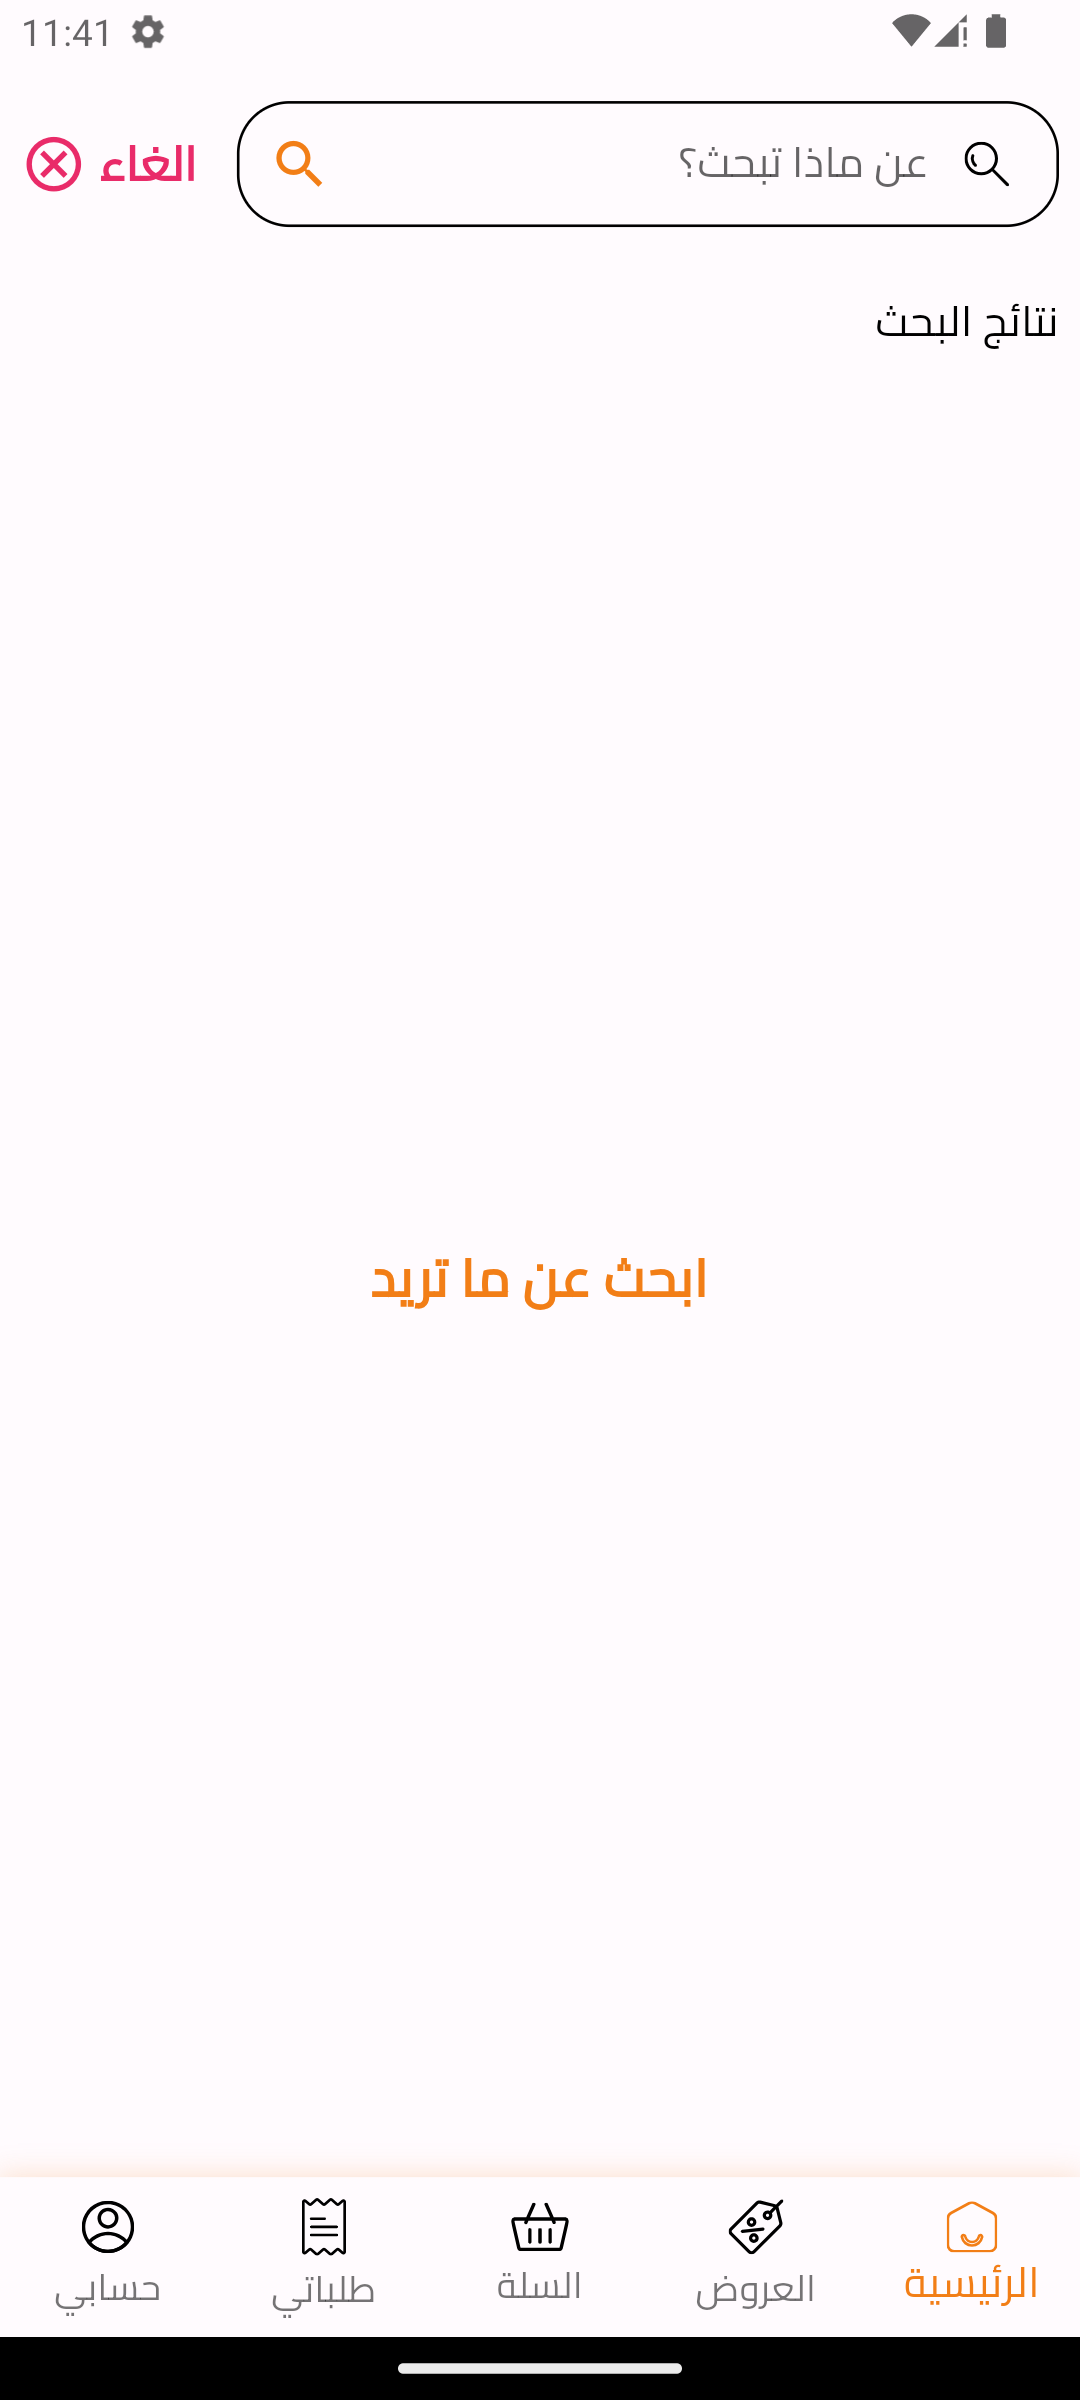 11:41
عن ماذا تبحث؟
الغاء
نتائج البحث
ابحث عن ما تريد
الرئيسية
العروض
السلة
طلباتي
حسابي